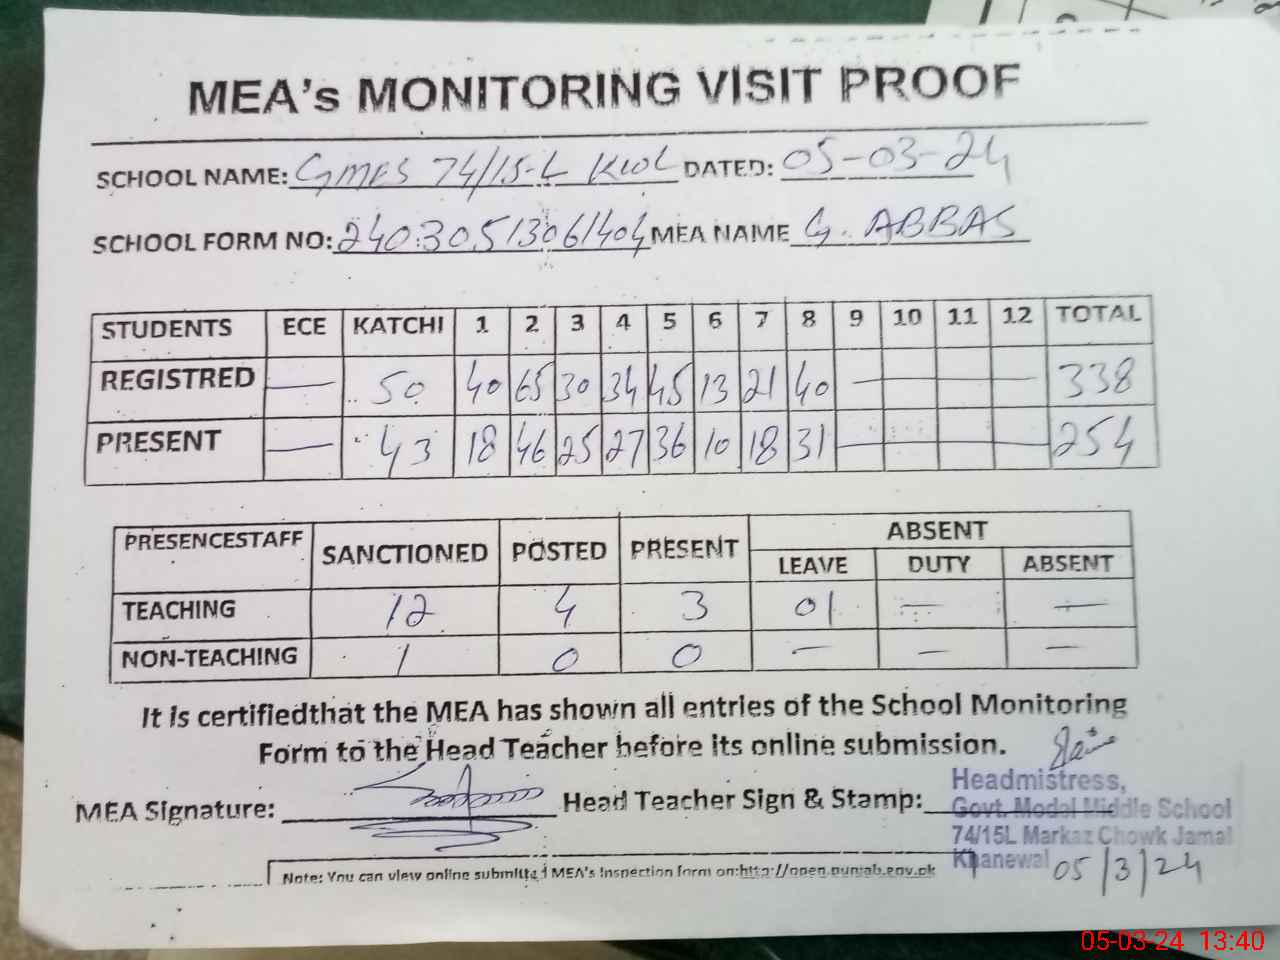 MEA's MONITORING VISIT PROOF
SCHOOL NAME: GMES 74/15-L KWL DATED: 05-03-24
SCHOOL FORM NO: 24030513061404 MEA NAME G. ABBAS
STUDENTS ECE KATCHI 1 2 3 4 5 6 7 8 9 10 11 12 TOTAL
REGISTRED — 50 40 65 30 34 45 13 21 40 — 338
PRESENT — 43 18 46 25 27 36 10 18 31 — 254
PRESENCESTAFF SANCTIONED POSTED PRESENT ABSENT
LEAVE DUTY ABSENT
TEACHING 12 4 3 01 — —
NON-TEACHING 1 0 0 — — —
It is certifiedthat the MEA has shown all entries of the School Monitoring
Form to the Head Teacher before its online submission.
MEA Signature: Head Teacher Sign & Stamp:
Headmistress,
Govt. Model Middle School
74/15L Markaz Chowk Jamal
Khanewal 05/3/24
Note: You can view online submitted MEA's Inspection form on:http://open.punjab.gov.pk
05-03-24 13:40